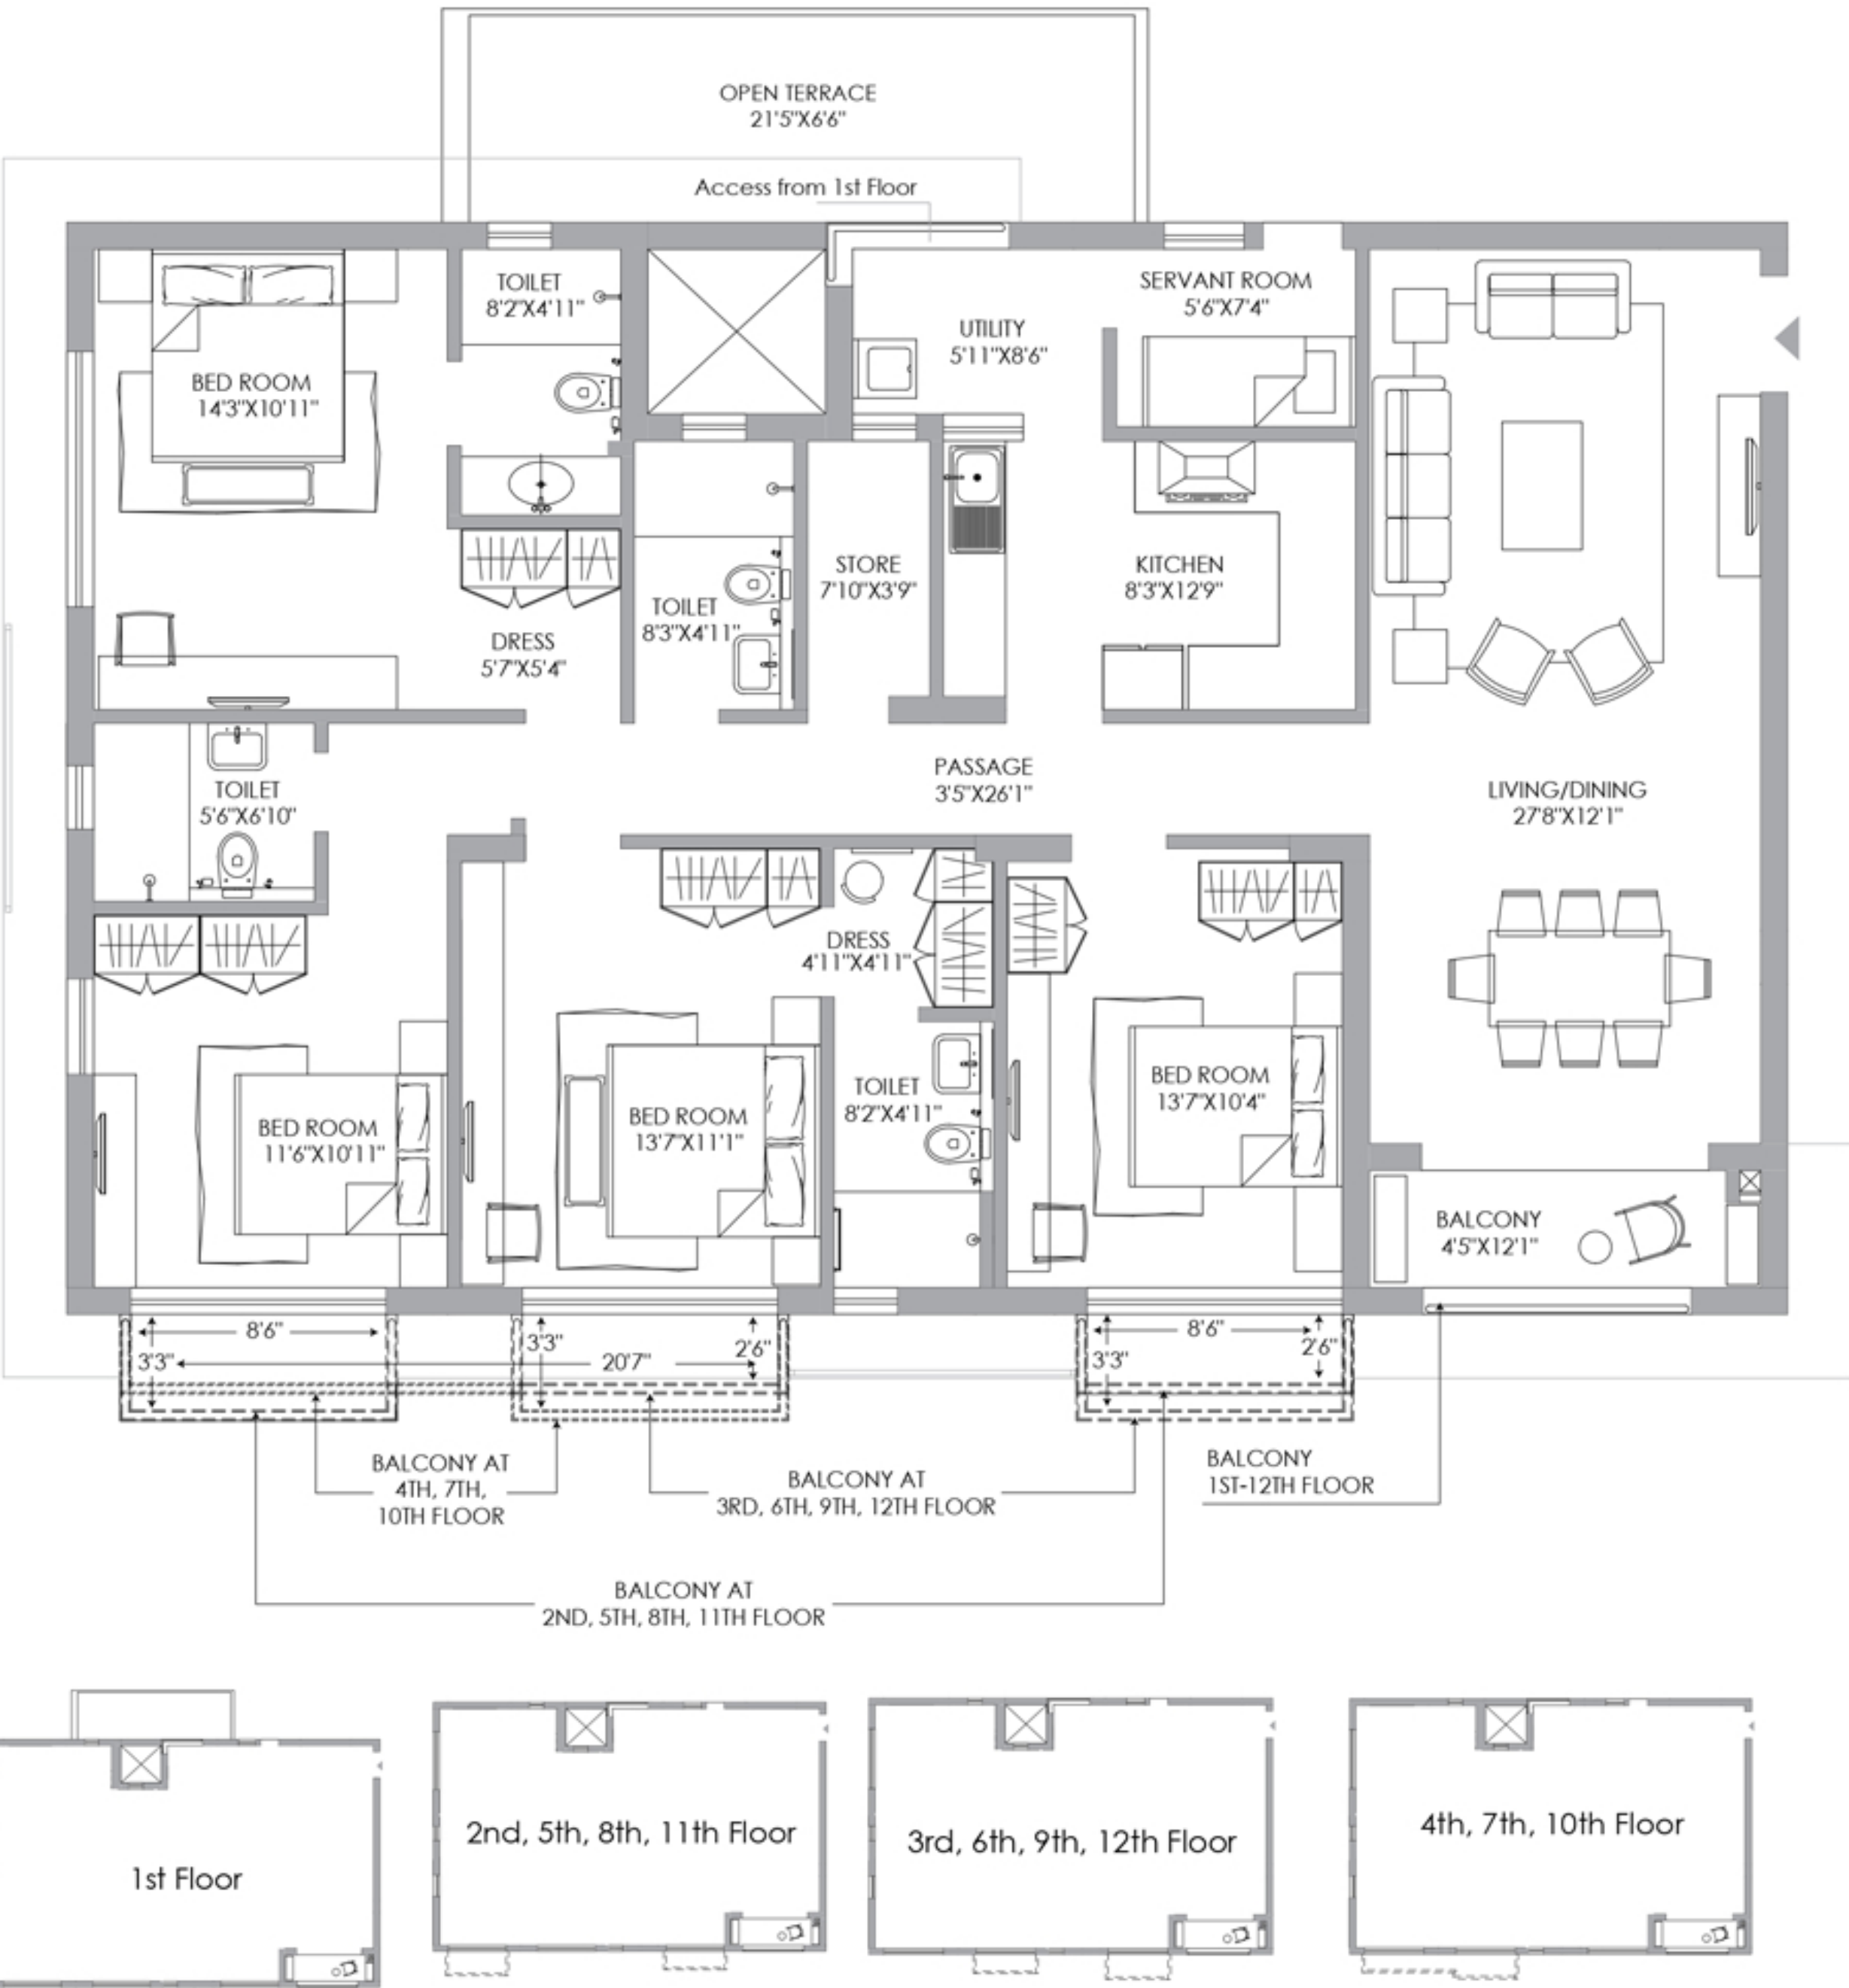 OPEN TERRACE
21'5"X6'6"
Access from 1st Floor
TOILET
8'2"X4'11"
SERVANT ROOM
5'6"X7'4"
UTILITY
5'11"X8'6"
BED ROOM
14'3"X10'11"
STORE
7'10"X3'9"
KITCHEN
8'3"X12'9"
TOILET
8'3"X4'11"
DRESS
5'7"X5'4"
PASSAGE
3'5"X26'1"
TOILET
5'6"X6'10"
LIVING/DINING
27'8"X12'1"
DRESS
4'11"X4'11"
BED ROOM
11'6"X10'11"
BED ROOM
13'7"X11'1"
TOILET
8'2"X4'11"
BED ROOM
13'7"X10'4"
BALCONY
4'5"X12'1"
8'6"
3'3"
20'7"
3'3"
2'6"
8'6"
3'3"
2'6"
BALCONY AT
4TH, 7TH,
10TH FLOOR
BALCONY AT
3RD, 6TH, 9TH, 12TH FLOOR
BALCONY
1ST-12TH FLOOR
BALCONY AT
2ND, 5TH, 8TH, 11TH FLOOR
1st Floor
2nd, 5th, 8th, 11th Floor
3rd, 6th, 9th, 12th Floor
4th, 7th, 10th Floor